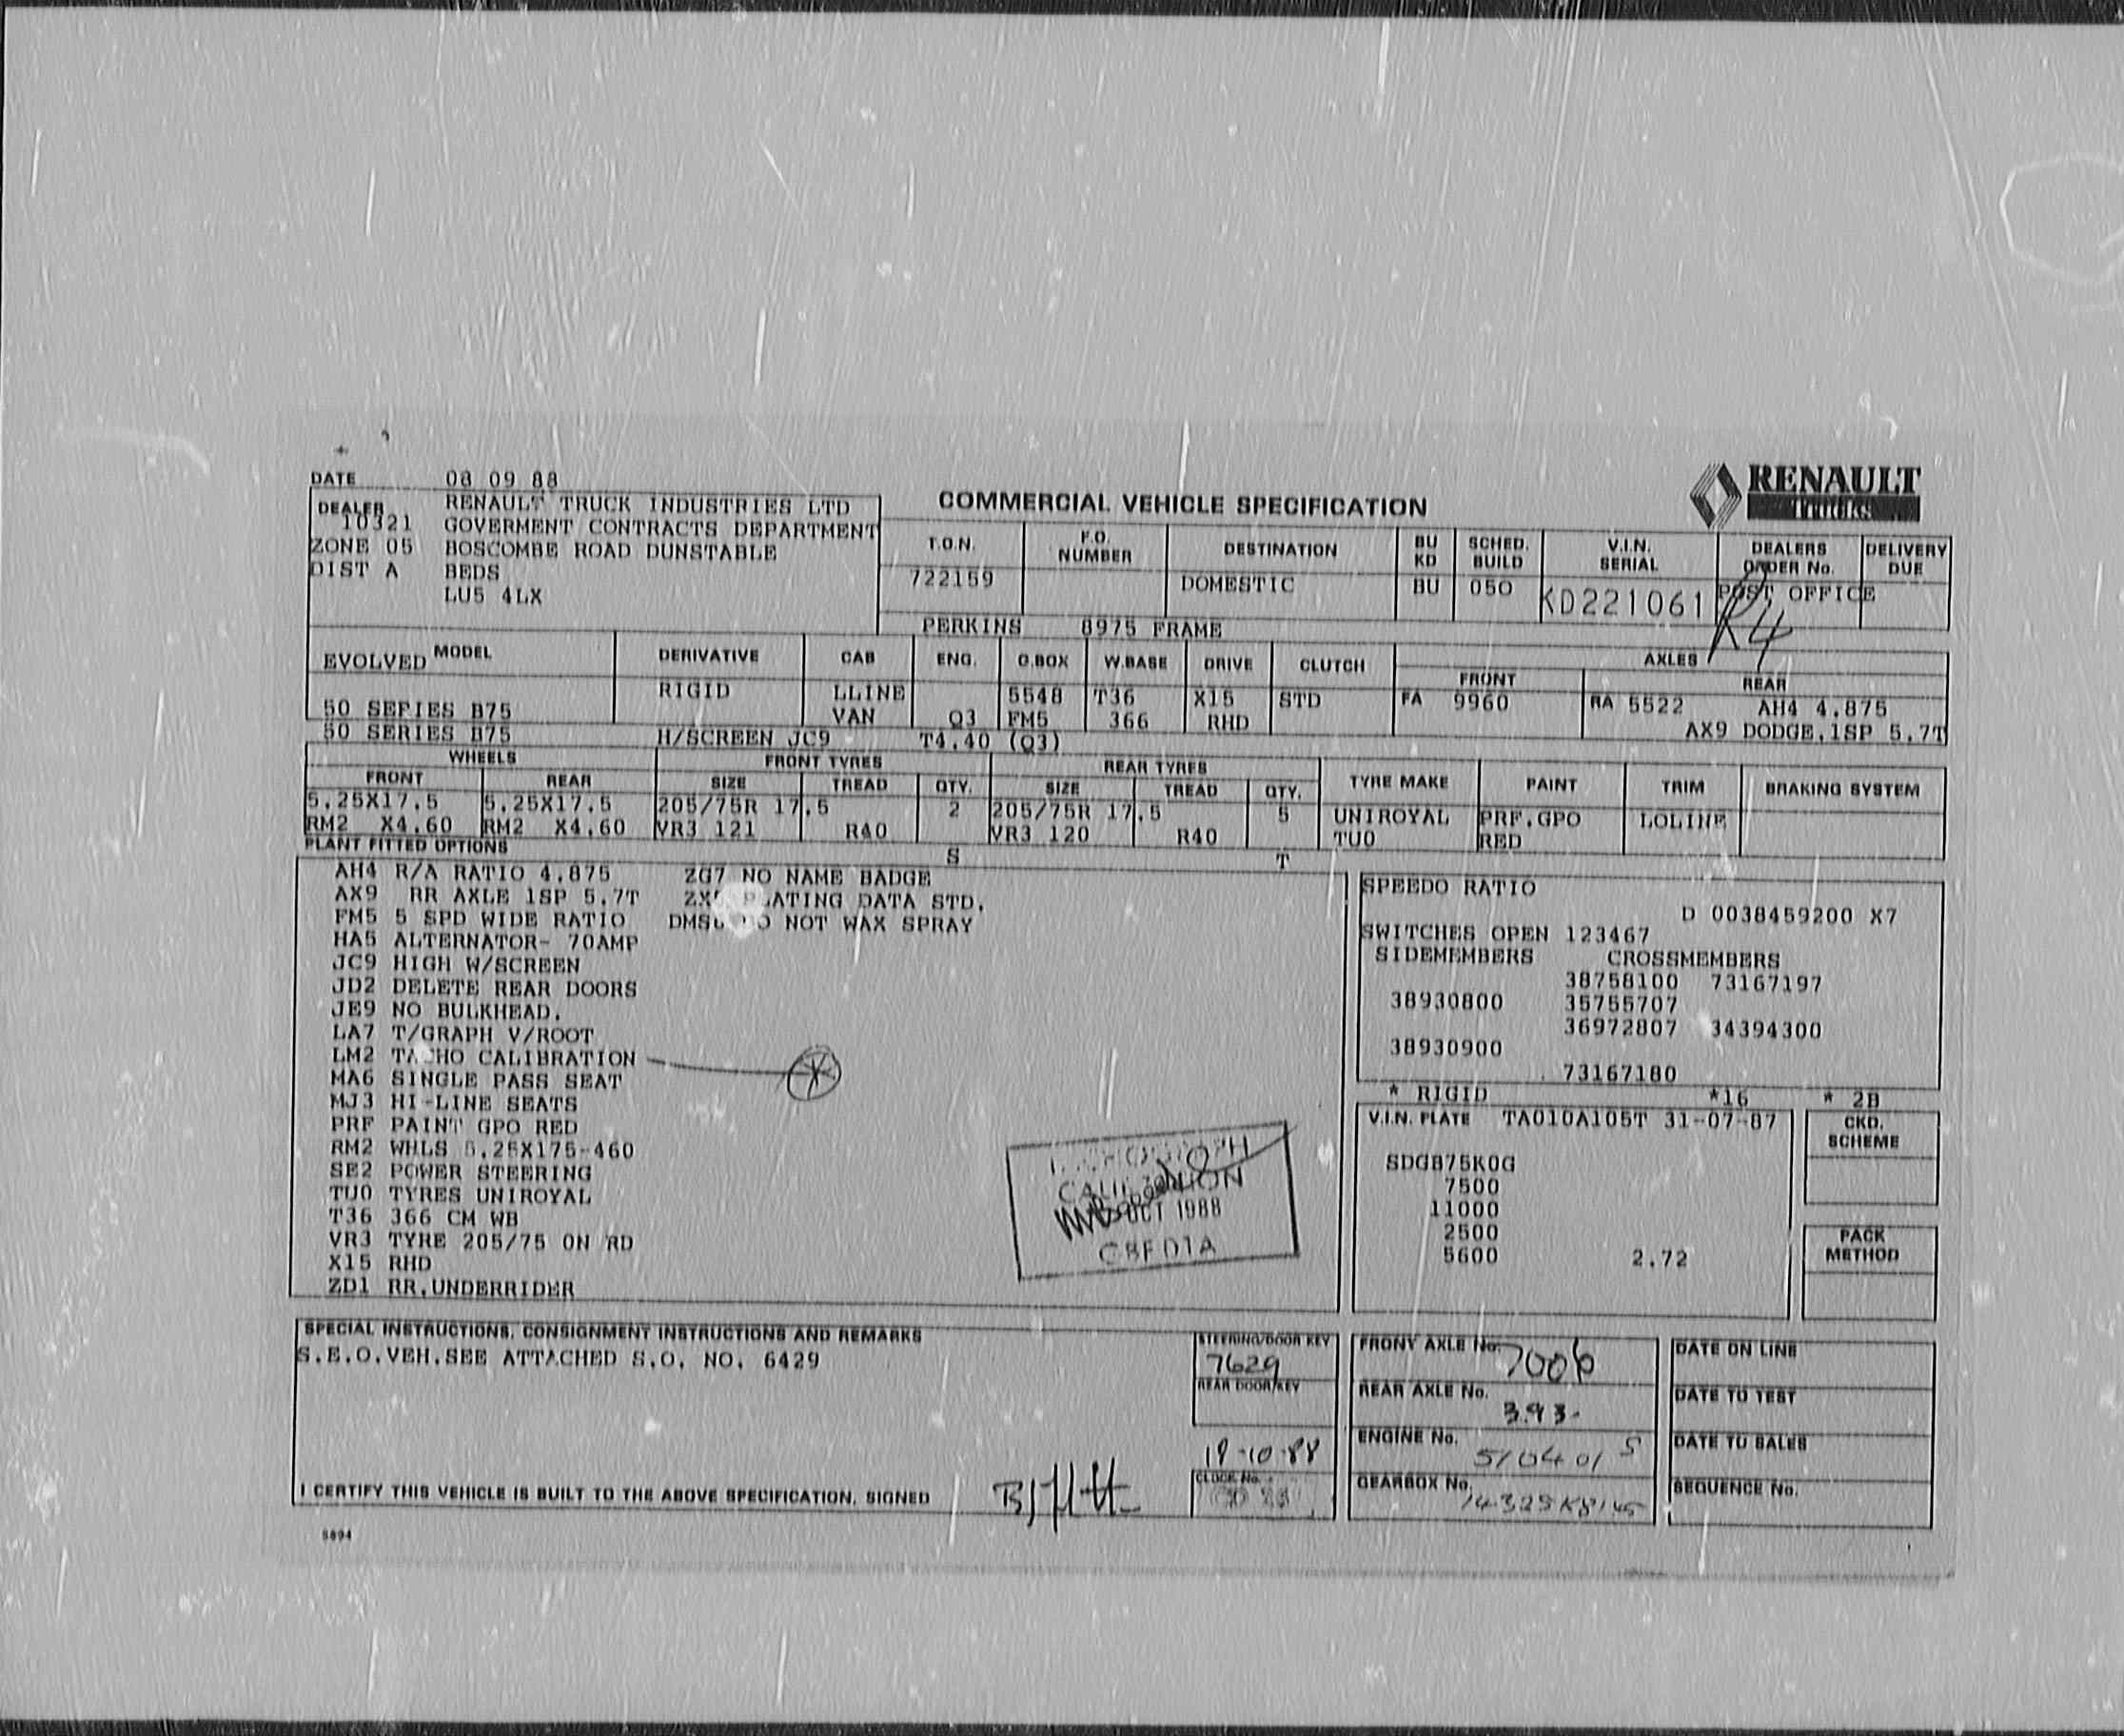 DATE 08 09 88
RENAULT Trucks
COMMERCIAL VEHICLE SPECIFICATION
DEALER RENAULT TRUCK INDUSTRIES LTD
10321 GOVERMENT CONTRACTS DEPARTMENT
ZONE 05 BOSCOMBE ROAD DUNSTABLE
DIST A BEDS
LU5 4LX
T.O.N. F.O. NUMBER DESTINATION BU KD SCHED. BUILD V.I.N. SERIAL DEALERS ORDER No. DELIVERY DUE
722159 DOMESTIC BU 050 KD221061 POST OFFICE
R4
PERKINS 8975 FRAME
MODEL DERIVATIVE CAB ENG. G.BOX W.BASE DRIVE CLUTCH AXLES
EVOLVED FRONT REAR
RIGID LLINE 5548 T36 X15 STD FA 9960 RA 5522 AH4 4.875
50 SERIES B75 VAN Q3 FM5 366 RHD
50 SERIES B75 H/SCREEN JC9 T4.40 (Q3) AX9 DODGE.1SP 5.7T
WHEELS FRONT TYRES REAR TYRES TYRE MAKE PAINT TRIM BRAKING SYSTEM
FRONT REAR SIZE TREAD QTY. SIZE TREAD QTY.
5.25X17.5 5.25X17.5 205/75R 17.5 2 205/75R 17.5 5 UNIROYAL PRF.GPO LOLINE
RM2 X4.60 RM2 X4.60 VR3 121 R40 VR3 120 R40 TU0 RED
PLANT FITTED OPTIONS S T
AH4 R/A RATIO 4.875 ZG7 NO NAME BADGE
AX9 RR AXLE 1SP 5.7T DATA STD.
FM5 5 SPD WIDE RATIO NOT WAX SPRAY
HA5 ALTERNATOR- 70AMP
JC9 HIGH W/SCREEN
JD2 DELETE REAR DOORS
JE9 NO BULKHEAD.
LA7 T/GRAPH V/ROOT
LM2 TACHO CALIBRATION
MA6 SINGLE PASS SEAT
MJ3 HI-LINE SEATS
PRF PAINT GPO RED
RM2 WHLS 5.25X175-460
SE2 POWER STEERING
TU0 TYRES UNIROYAL
T36 366 CM WB
VR3 TYRE 205/75 ON RD
X15 RHD
ZD1 RR.UNDERRIDER
OCT 1988
SPEEDO RATIO
D 0038459200 X7
SWITCHES OPEN 123467
SIDEMEMBERS CROSSMEMBERS
38758100 73167197
38930800 35755707
36972807 34394300
38930900
73167180
* RIGID *16 * 2B
V.I.N. PLATE TA010A105T 31-07-87
SDGB75K0G
7500
11000
2500
5600 2.72
CKD. SCHEME
PACK METHOD
SPECIAL INSTRUCTIONS, CONSIGNMENT INSTRUCTIONS AND REMARKS
S.E.O.VEH.SEE ATTACHED S.O. NO. 6429
STEERING/DOOR KEY
7629
REAR DOOR/KEY
19-10-88
CLOCK No.
FRONT AXLE No. 7006
REAR AXLE No. 393
ENGINE No.
GEARBOX No.
DATE ON LINE
DATE TO TEST
DATE TO SALES
SEQUENCE No.
I CERTIFY THIS VEHICLE IS BUILT TO THE ABOVE SPECIFICATION. SIGNED
5894